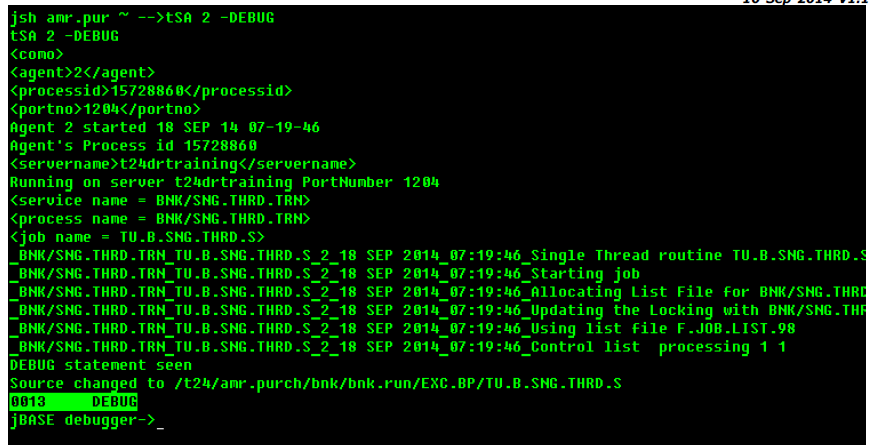 10 Sep 2014 v1.1
jsh amr.pur ~ -->tSA 2 -DEBUG
tSA 2 -DEBUG
<como>
<agent>2</agent>
<processid>15728860</processid>
<portno>1204</portno>
Agent 2 started 18 SEP 14 07-19-46
Agent's Process id 15728860
<servername>t24drtraining</servername>
Running on server t24drtraining PortNumber 1204
<service name = BNK/SNG.THRD.TRN>
<process name = BNK/SNG.THRD.TRN>
<job name = TU.B.SNG.THRD.S>
_BNK/SNG.THRD.TRN_TU.B.SNG.THRD.S_2_18 SEP 2014_07:19:46_Single Thread routine TU.B.SNG.THRD.S
_BNK/SNG.THRD.TRN_TU.B.SNG.THRD.S_2_18 SEP 2014_07:19:46_Starting job
_BNK/SNG.THRD.TRN_TU.B.SNG.THRD.S_2_18 SEP 2014_07:19:46_Allocating List File for BNK/SNG.THRD
_BNK/SNG.THRD.TRN_TU.B.SNG.THRD.S_2_18 SEP 2014_07:19:46_Updating the Locking with BNK/SNG.THR
_BNK/SNG.THRD.TRN_TU.B.SNG.THRD.S_2_18 SEP 2014_07:19:46_Using list file F.JOB.LIST.98
_BNK/SNG.THRD.TRN_TU.B.SNG.THRD.S_2_18 SEP 2014_07:19:46_Control list  processing 1 1
DEBUG statement seen
Source changed to /t24/amr.purch/bnk/bnk.run/EXC.BP/TU.B.SNG.THRD.S
0013     DEBUG
jBASE debugger->_